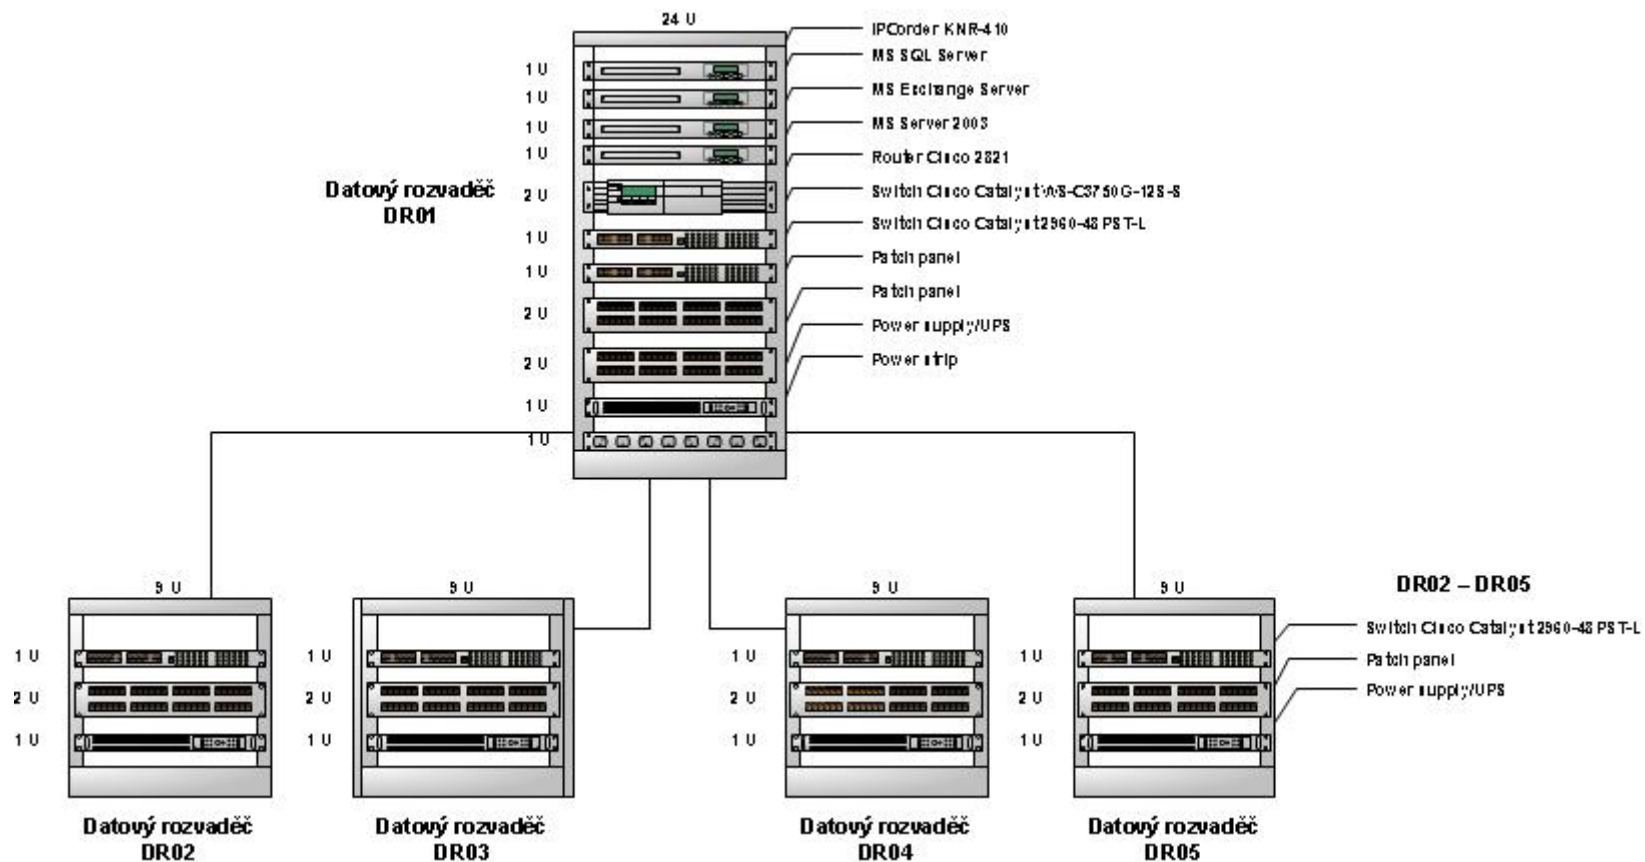 24 U
IPCorder KNR-410
MS SQL Server
MS Exchange Server
MS Server 2003
Router Cisco 2821
Switch Cisco Catalyst WS-C3750G-12S-S
Switch Cisco Catalyst 2960-48PST-L
Patch panel
Patch panel
Power supply/UPS
Power strip
1 U
1 U
1 U
1 U
2 U
1 U
1 U
2 U
2 U
1 U
1 U
Datový rozvaděč
DR01
9 U
9 U
9 U
9 U
DR02 – DR05
Switch Cisco Catalyst 2960-48PST-L
Patch panel
Power supply/UPS
1 U
2 U
1 U
1 U
2 U
1 U
1 U
2 U
1 U
1 U
2 U
1 U
Datový rozvaděč
DR02
Datový rozvaděč
DR03
Datový rozvaděč
DR04
Datový rozvaděč
DR05